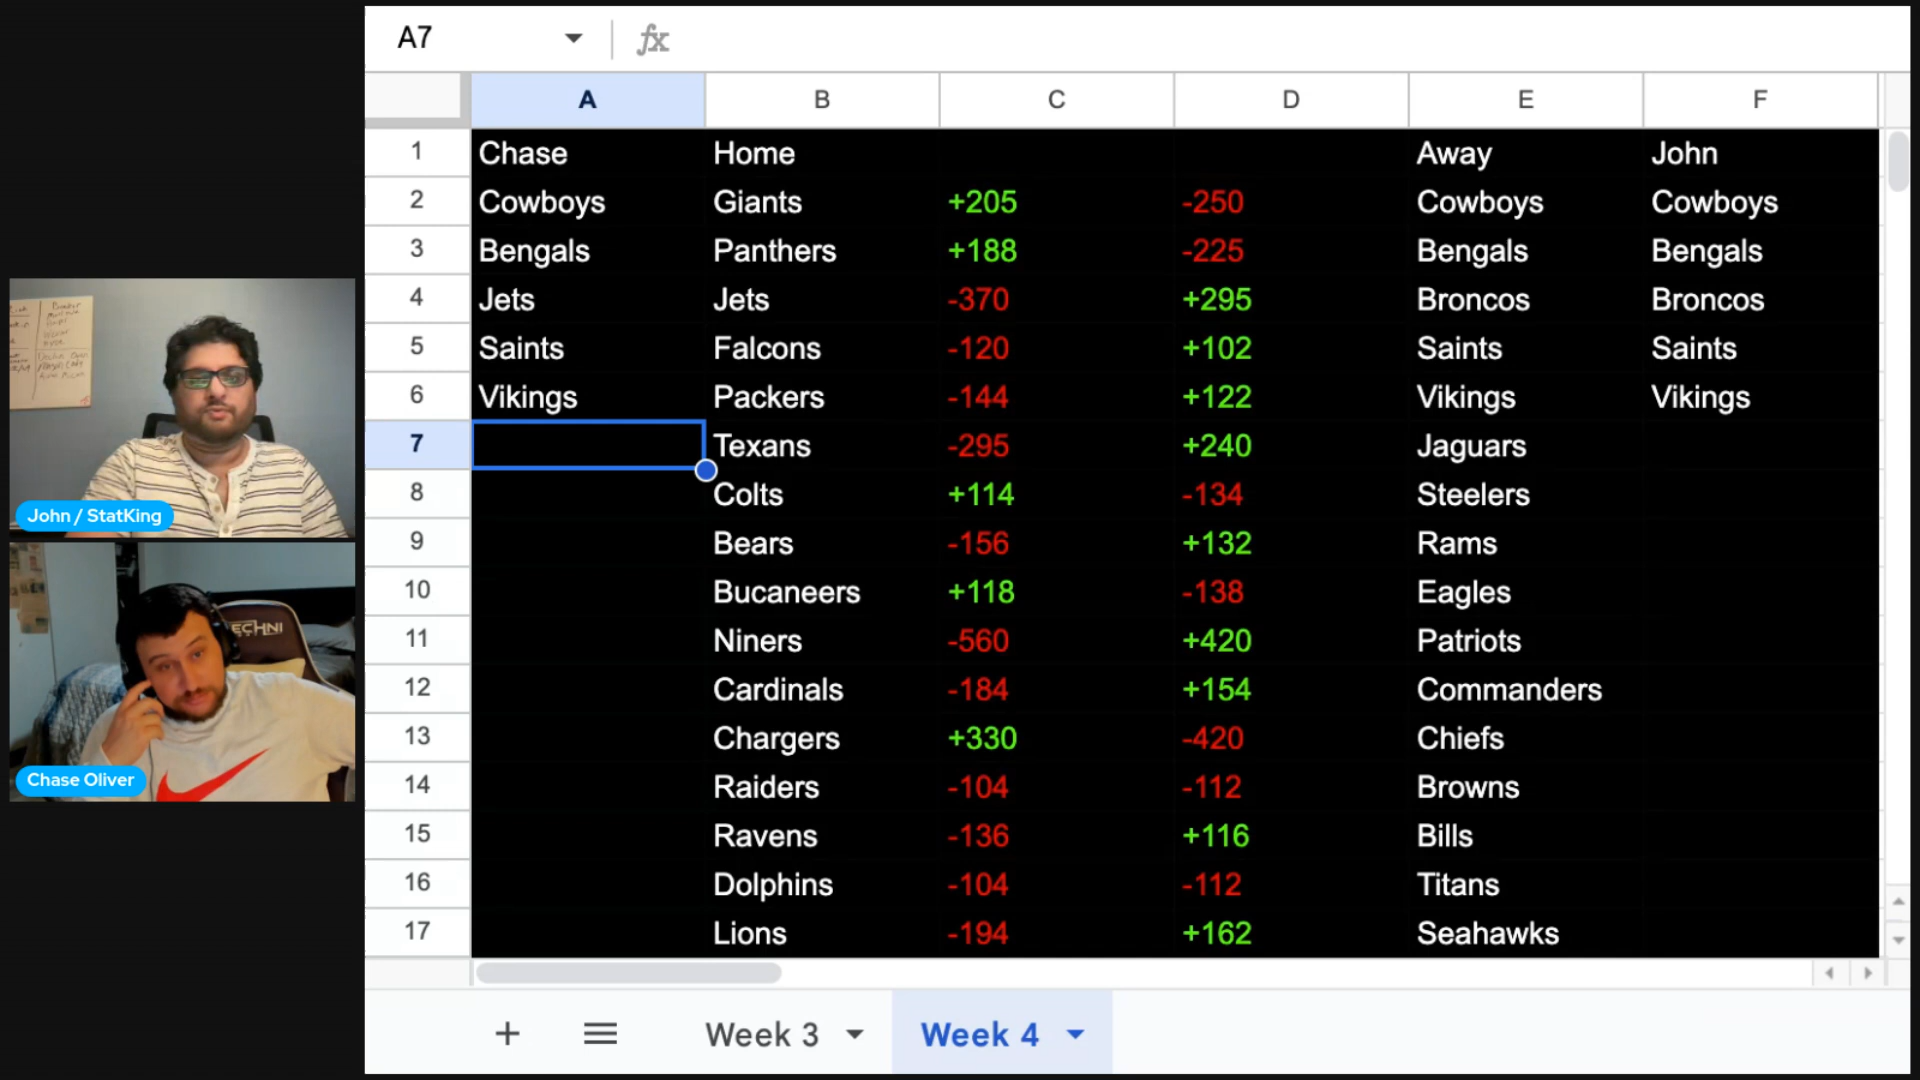 A7 fx
A B C D E F
1 Chase Home Away John
2 Cowboys Giants +205 -250 Cowboys Cowboys
3 Bengals Panthers +188 -225 Bengals Bengals
4 Jets Jets -370 +295 Broncos Broncos
5 Saints Falcons -120 +102 Saints Saints
6 Vikings Packers -144 +122 Vikings Vikings
7 Texans -295 +240 Jaguars
8 Colts +114 -134 Steelers
9 Bears -156 +132 Rams
10 Bucaneers +118 -138 Eagles
11 Niners -560 +420 Patriots
12 Cardinals -184 +154 Commanders
13 Chargers +330 -420 Chiefs
14 Raiders -104 -112 Browns
15 Ravens -136 +116 Bills
16 Dolphins -104 -112 Titans
17 Lions -194 +162 Seahawks
Week 3 Week 4
John / StatKing
ECHNI
Chase Oliver